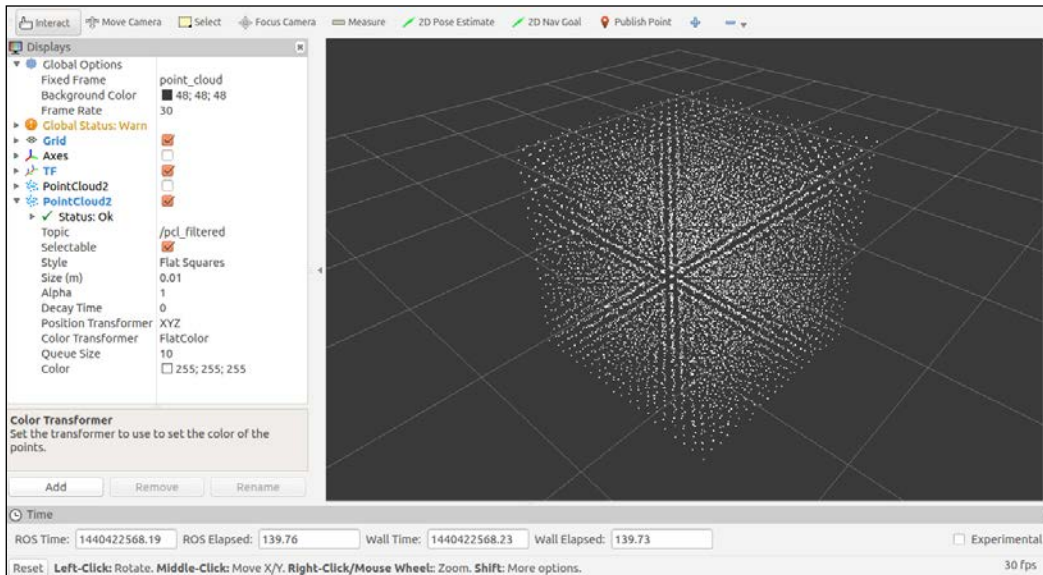 Interact Move Camera Select Focus Camera Measure 2D Pose Estimate 2D Nav Goal Publish Point
Displays
Global Options
Fixed Frame point_cloud
Background Color 48; 48; 48
Frame Rate 30
Global Status: Warn
Grid
Axes
TF
PointCloud2
PointCloud2
Status: Ok
Topic /pcl_filtered
Selectable
Style Flat Squares
Size (m) 0.01
Alpha 1
Decay Time 0
Position Transformer XYZ
Color Transformer FlatColor
Queue Size 10
Color 255; 255; 255
Color Transformer
Set the transformer to use to set the color of the
points.
Add Remove Rename
Time
ROS Time: 1440422568.19 ROS Elapsed: 139.76 Wall Time: 1440422568.23 Wall Elapsed: 139.73 Experimental
Reset Left-Click: Rotate. Middle-Click: Move X/Y. Right-Click/Mouse Wheel:: Zoom. Shift: More options. 30 fps